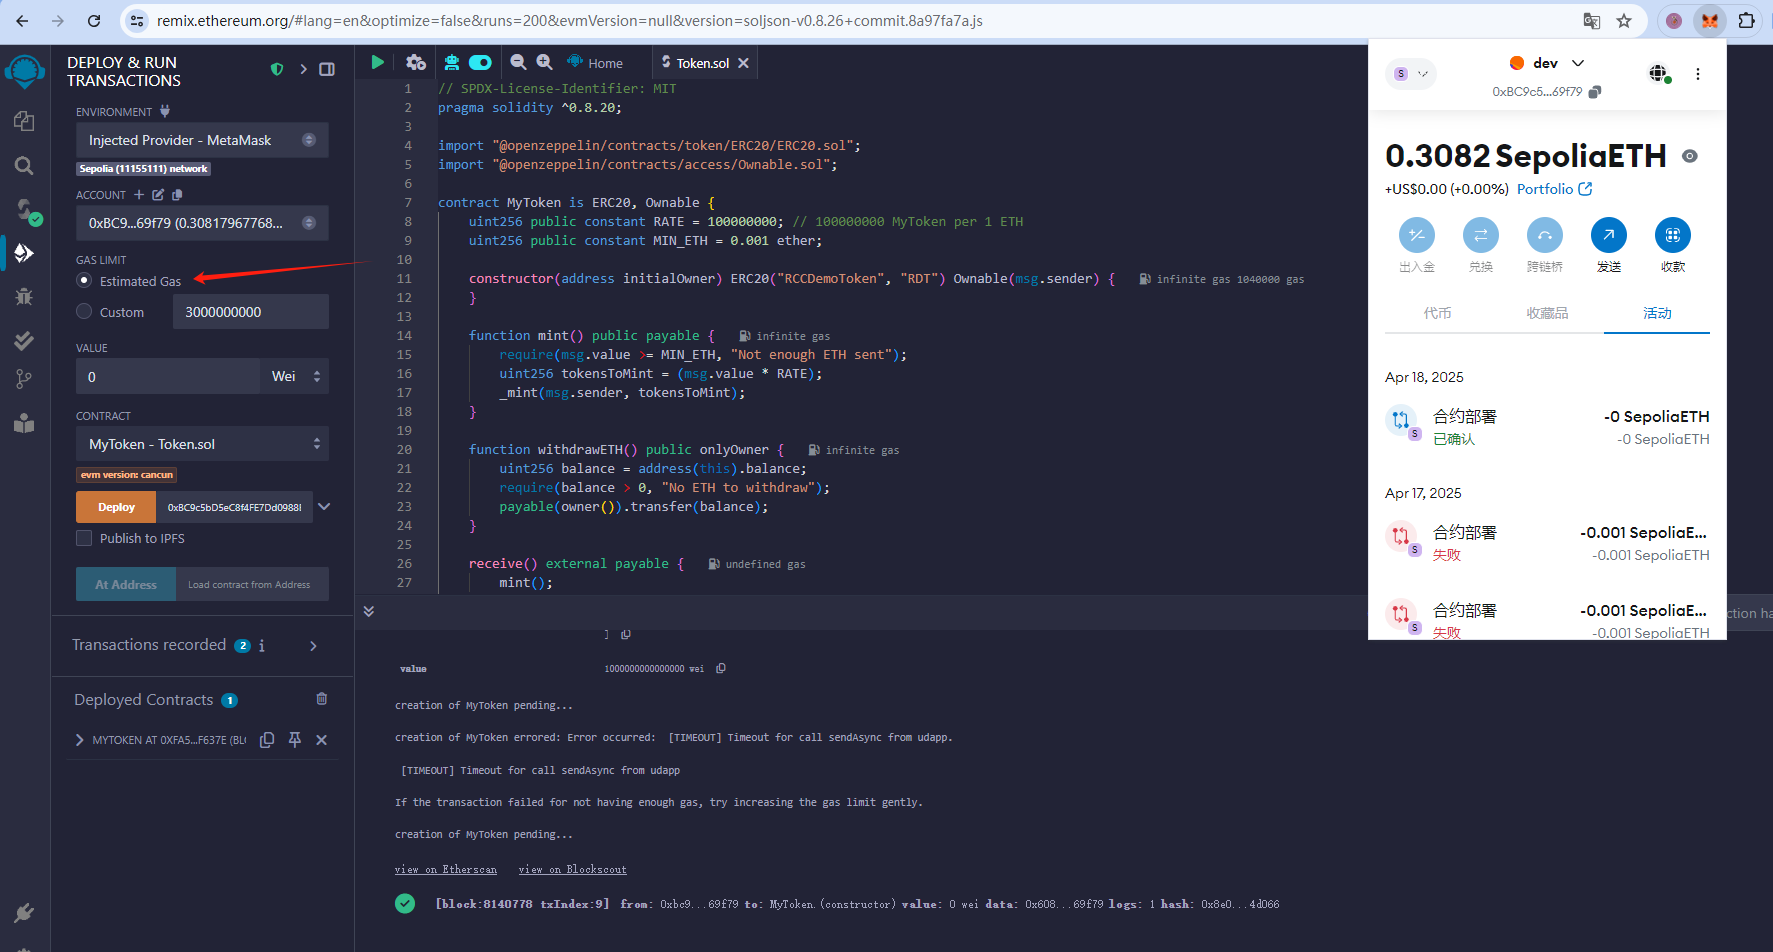 remix.ethereum.org/#lang=en&optimize=false&runs=200&evmVersion=null&version=soljson-v0.8.26+commit.8a97fa7a.js
DEPLOY & RUN
TRANSACTIONS
ENVIRONMENT
Injected Provider - MetaMask
Sepolia (11155111) network
ACCOUNT
0xBC9...69f79 (0.30817967768...
GAS LIMIT
Estimated Gas
Custom
3000000000
VALUE
0
Wei
CONTRACT
MyToken - Token.sol
evm version: cancun
Deploy
0xBC9c5bD5eC8f4FE7Dd0988I
Publish to IPFS
At Address
Load contract from Address
Transactions recorded 2 i
Deployed Contracts 1
MYTOKEN AT 0XFA5...F637E (BLO
Home
Token.sol
1 // SPDX-License-Identifier: MIT
2 pragma solidity ^0.8.20;
3
4 import "@openzeppelin/contracts/token/ERC20/ERC20.sol";
5 import "@openzeppelin/contracts/access/Ownable.sol";
6
7 contract MyToken is ERC20, Ownable {
8 uint256 public constant RATE = 100000000; // 100000000 MyToken per 1 ETH
9 uint256 public constant MIN_ETH = 0.001 ether;
10
11 constructor(address initialOwner) ERC20("RCCDemoToken", "RDT") Ownable(msg.sender) { infinite gas 1040000 gas
12 }
13
14 function mint() public payable { infinite gas
15 require(msg.value >= MIN_ETH, "Not enough ETH sent");
16 uint256 tokensToMint = (msg.value * RATE);
17 _mint(msg.sender, tokensToMint);
18 }
19
20 function withdrawETH() public onlyOwner { infinite gas
21 uint256 balance = address(this).balance;
22 require(balance > 0, "No ETH to withdraw");
23 payable(owner()).transfer(balance);
24 }
25
26 receive() external payable { undefined gas
27 mint();
]
value 1000000000000000 wei
creation of MyToken pending...
creation of MyToken errored: Error occurred: [TIMEOUT] Timeout for call sendAsync from udapp.
[TIMEOUT] Timeout for call sendAsync from udapp
If the transaction failed for not having enough gas, try increasing the gas limit gently.
creation of MyToken pending...
view on Etherscan view on Blockscout
[block:8140778 txIndex:9] from: 0xbc9...69f79 to: MyToken.(constructor) value: 0 wei data: 0x608...69f79 logs: 1 hash: 0x8e0...4d066
S
dev
0xBC9c5...69f79
0.3082 SepoliaETH
+US$0.00 (+0.00%) Portfolio
出入金
兑换
跨链桥
发送
收款
代币
收藏品
活动
Apr 18, 2025
合约部署
-0 SepoliaETH
S
已确认
-0 SepoliaETH
Apr 17, 2025
合约部署
-0.001 SepoliaE...
S
失败
-0.001 SepoliaETH
合约部署
-0.001 SepoliaE...
S
失败
-0.001 SepoliaETH
ction ha